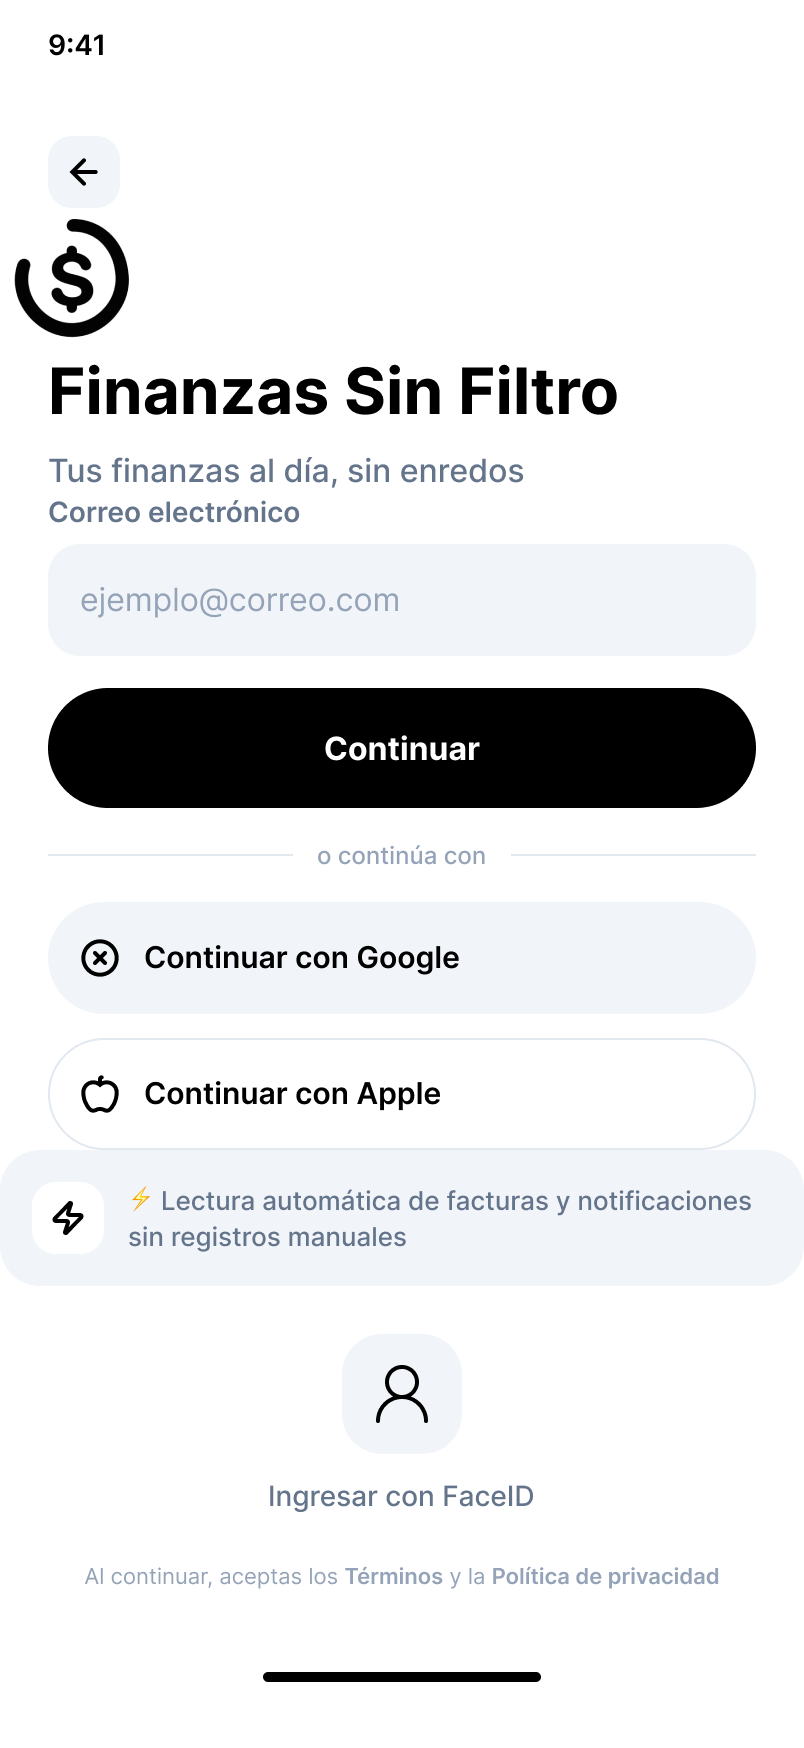 9:41
$
Finanzas Sin Filtro
Tus finanzas al día, sin enredos
Correo electrónico
ejemplo@correo.com
Continuar
o continúa con
Continuar con Google
Continuar con Apple
⚡ Lectura automática de facturas y notificaciones
sin registros manuales
Ingresar con FaceID
Al continuar, aceptas los Términos y la Política de privacidad